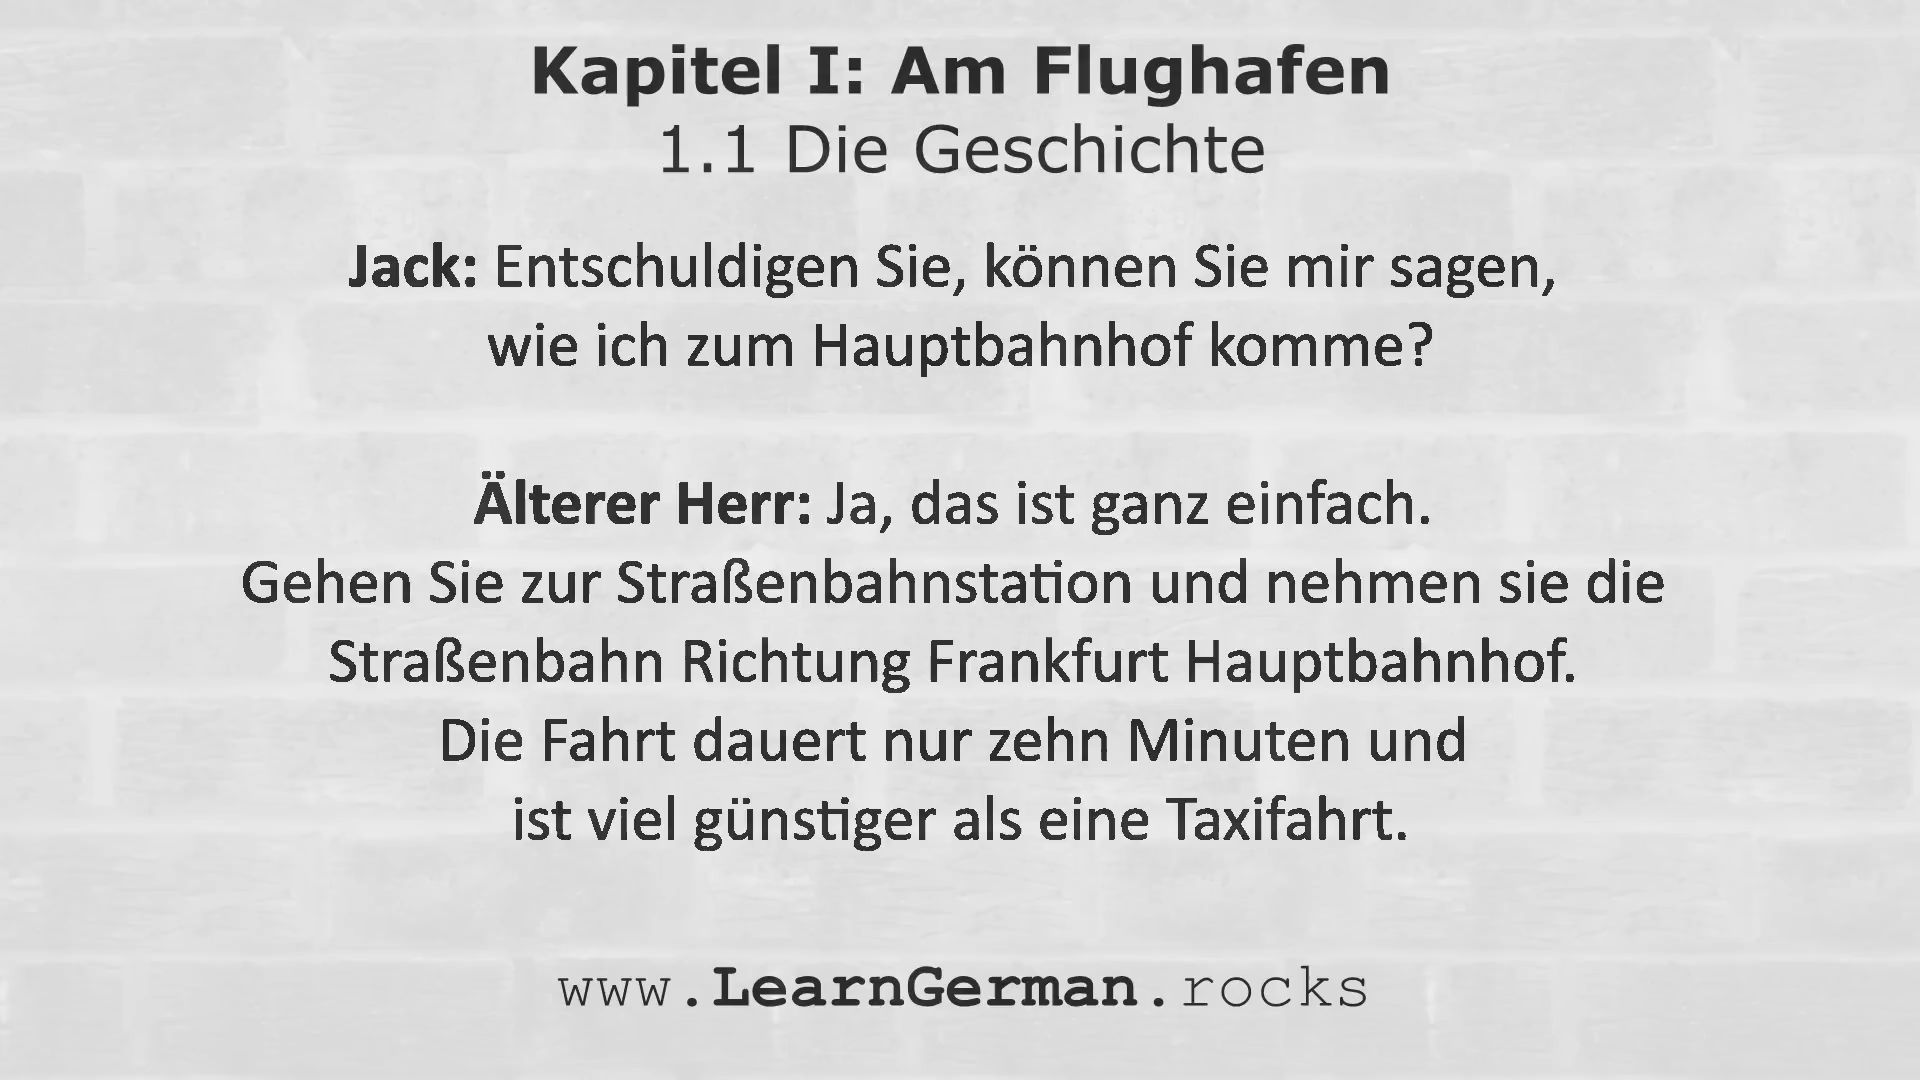 Kapitel I: Am Flughafen
1.1 Die Geschichte
Jack: Entschuldigen Sie, können Sie mir sagen,
wie ich zum Hauptbahnhof komme?
Älterer Herr: Ja, das ist ganz einfach.
Gehen Sie zur Straßenbahnstation und nehmen sie die
Straßenbahn Richtung Frankfurt Hauptbahnhof.
Die Fahrt dauert nur zehn Minuten und
ist viel günstiger als eine Taxifahrt.
www.LearnGerman.rocks